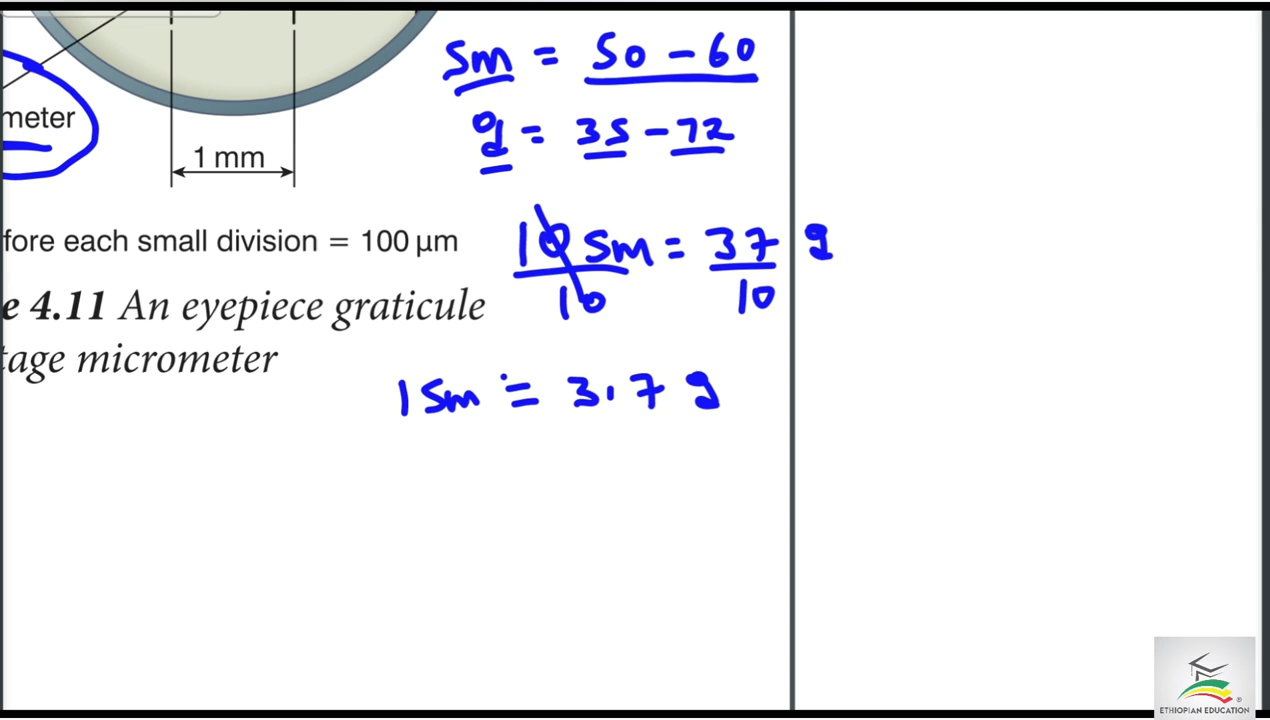 Sm = 50 - 60
g = 35 - 72
meter
1 mm
fore each small division = 100 µm
10 Sm = 37 g
10 10
e 4.11 An eyepiece graticule
tage micrometer
1 Sm = 3.7 g
ETHIOPIAN EDUCATION